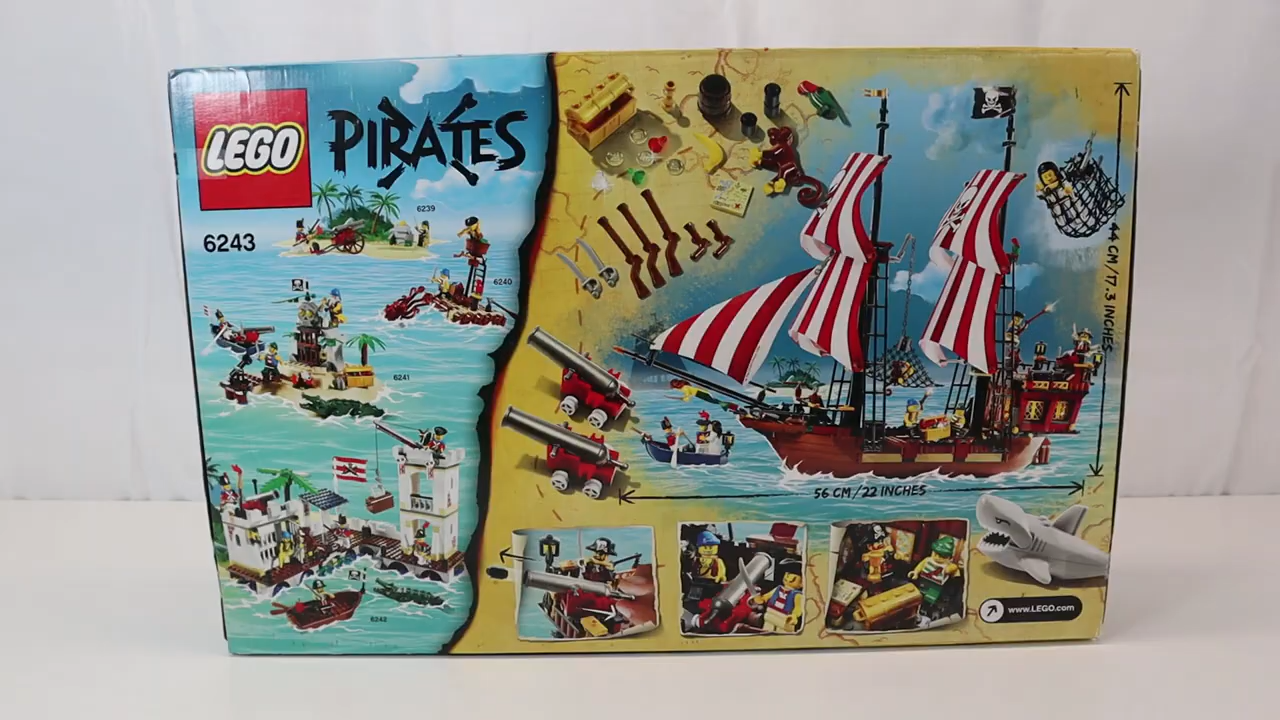 LEGO
PIRATES
6243
6239
6240
6241
6242
44 CM/17.3 INCHES
56 CM/22 INCHES
www.LEGO.com